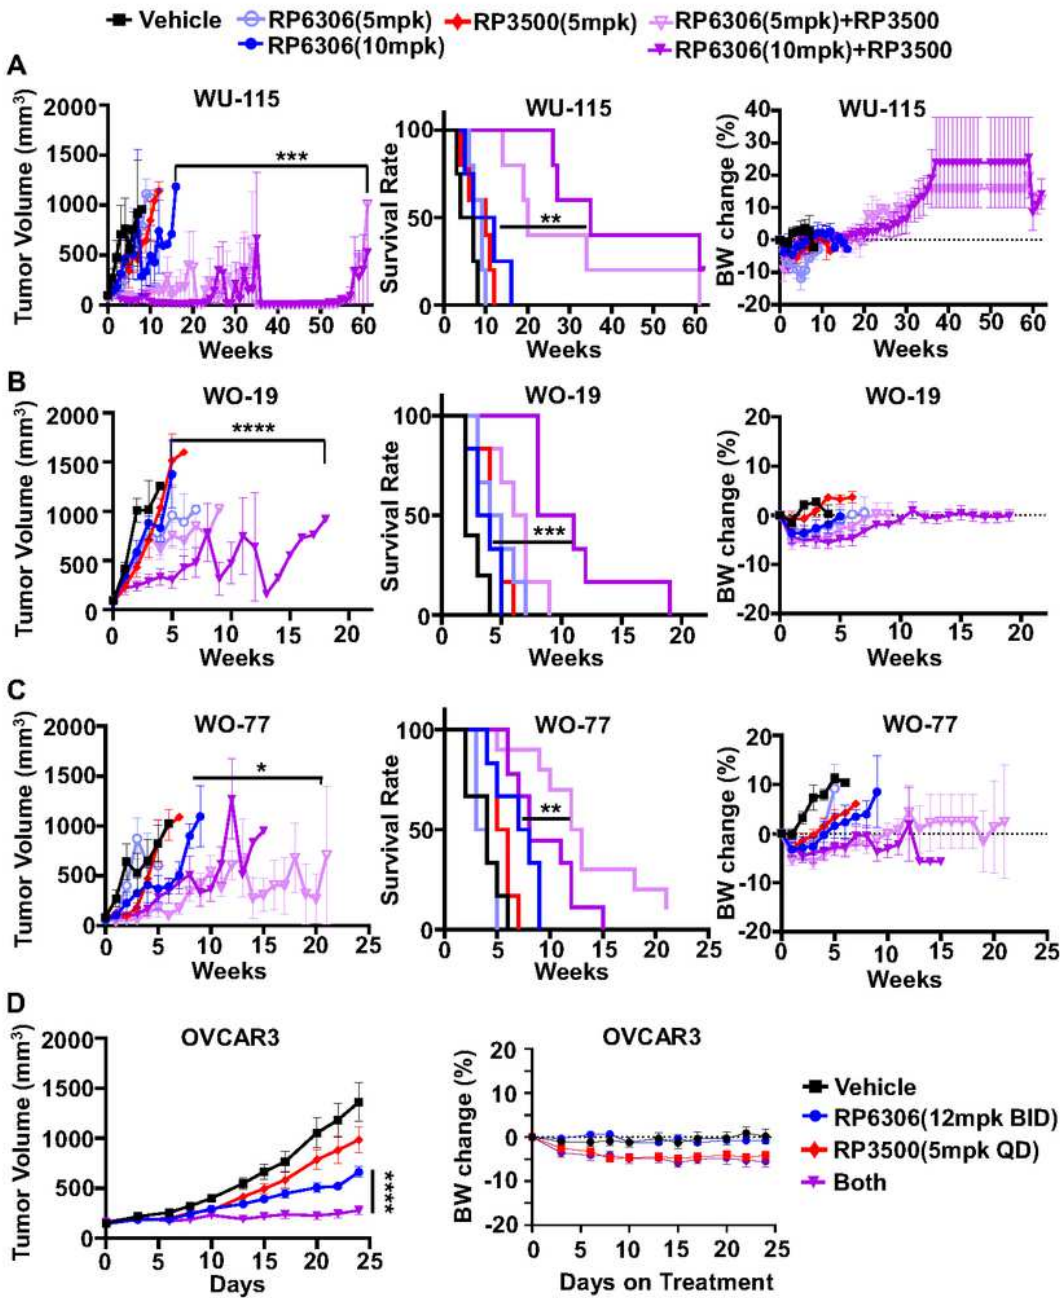 Vehicle RP6306(5mpk) RP3500(5mpk) RP6306(5mpk)+RP3500
RP6306(10mpk) RP6306(10mpk)+RP3500
A
WU-115
Tumor Volume (mm³)
2000
1500
1000
500
0
***
0 10 20 30 40 50 60
Weeks
WU-115
Survival Rate
100
50
0
**
0 10 20 30 40 50 60
Weeks
WU-115
BW change (%)
40
30
20
10
0
-10
-20
0 10 20 30 40 50 60
Weeks
B
WO-19
Tumor Volume (mm³)
2000
1500
1000
500
0
****
0 5 10 15 20
Weeks
WO-19
Survival Rate
100
50
0
***
0 5 10 15 20
Weeks
WO-19
BW change (%)
20
10
0
-10
-20
0 5 10 15 20
Weeks
C
WO-77
Tumor Volume (mm³)
2000
1500
1000
500
0
*
0 5 10 15 20 25
Weeks
WO-77
Survival Rate
100
50
0
**
0 5 10 15 20 25
Weeks
WO-77
BW change (%)
20
10
0
-10
-20
0 5 10 15 20 25
Weeks
D
OVCAR3
Tumor Volume (mm³)
2000
1500
1000
500
0
****
0 5 10 15 20 25
Days
OVCAR3
BW change (%)
20
10
0
-10
-20
0 5 10 15 20 25
Days on Treatment
Vehicle
RP6306(12mpk BID)
RP3500(5mpk QD)
Both